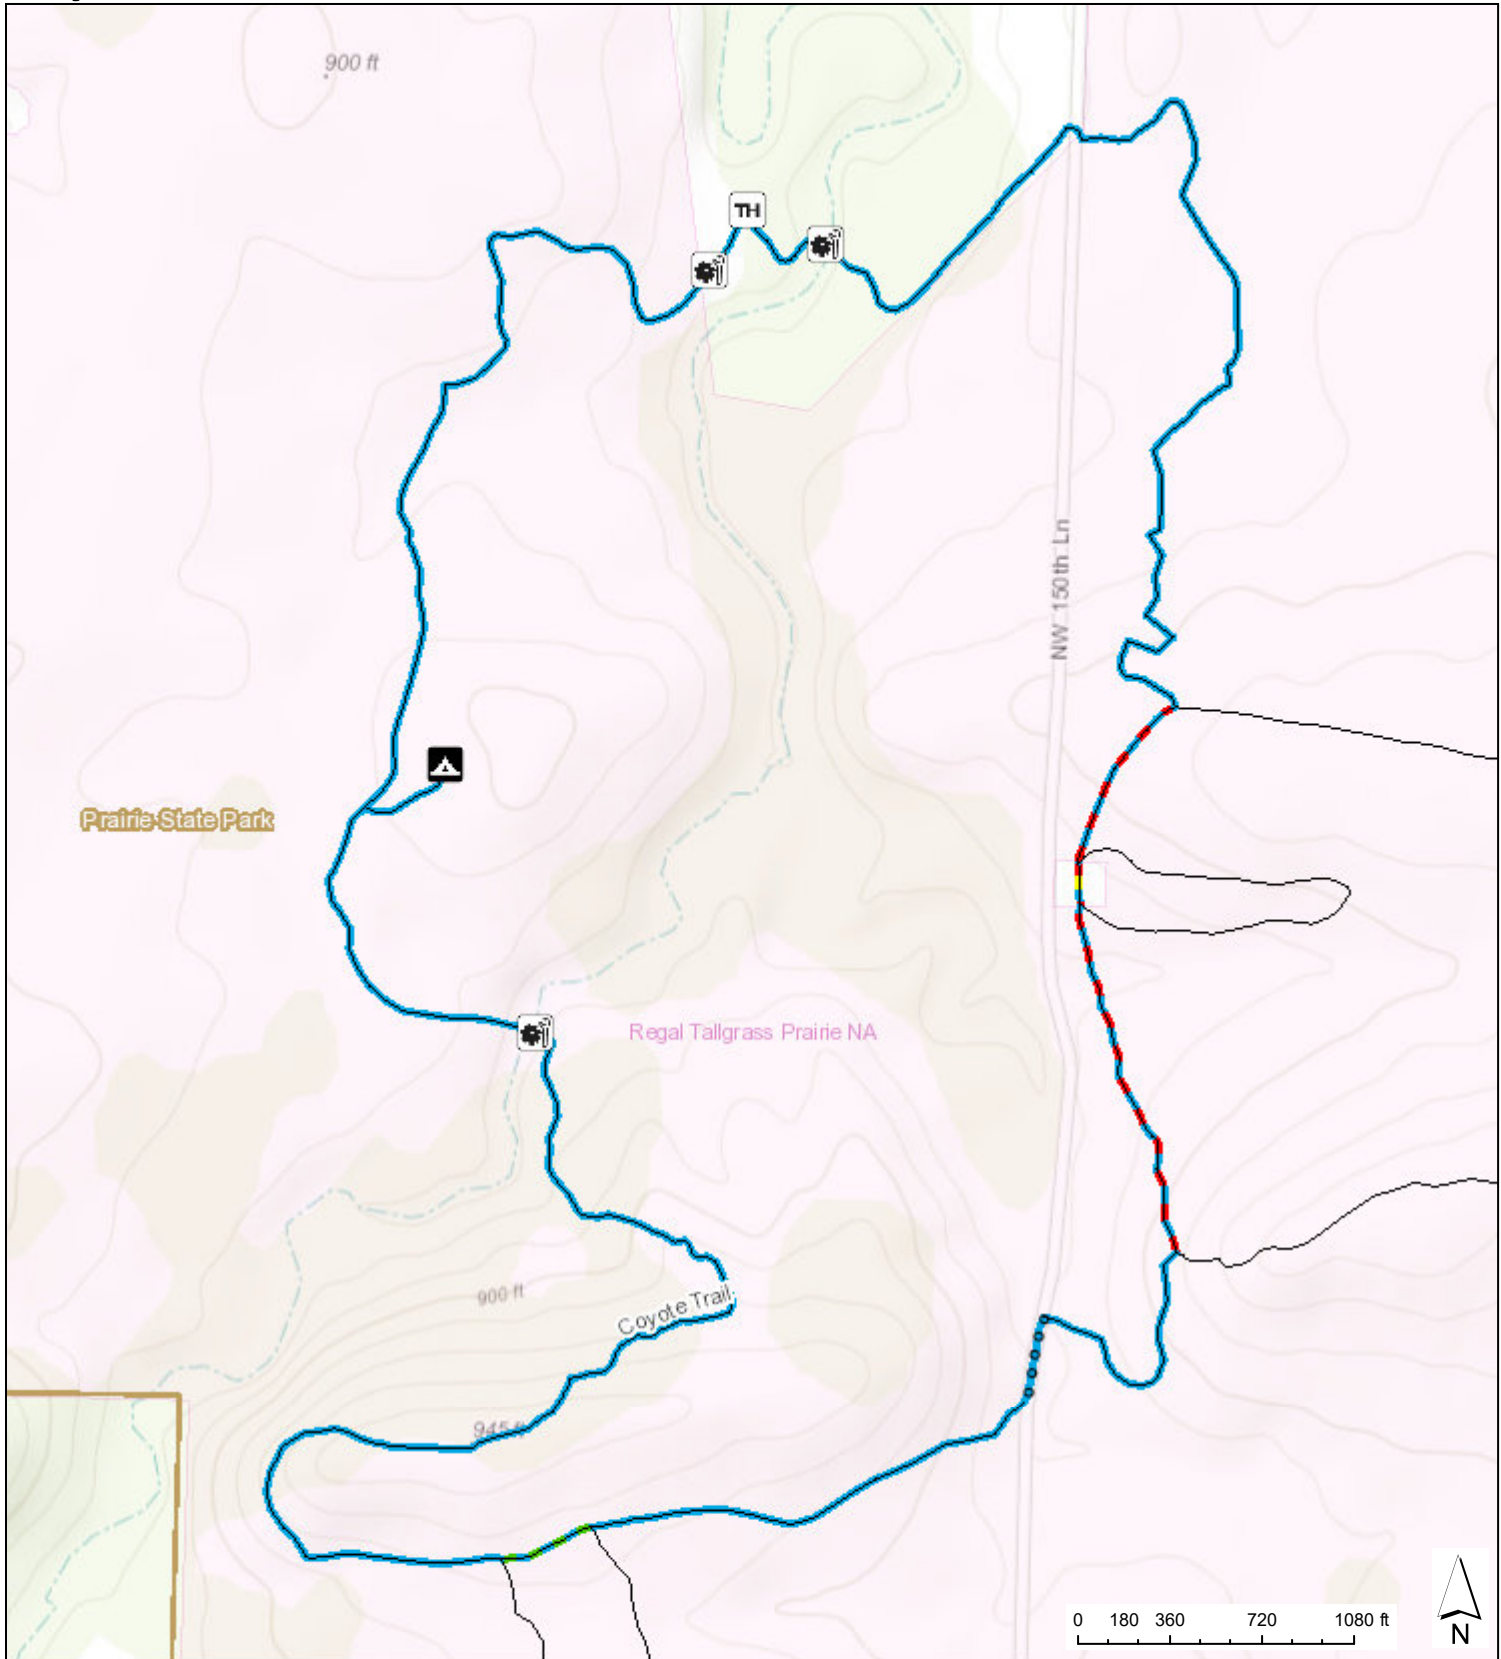 900 ft
TH
NW 150th Ln
Prairie State Park
Regal Tallgrass Prairie NA
900 ft
Coyote Trail
945 ft
0 180 360 720 1080 ft
N